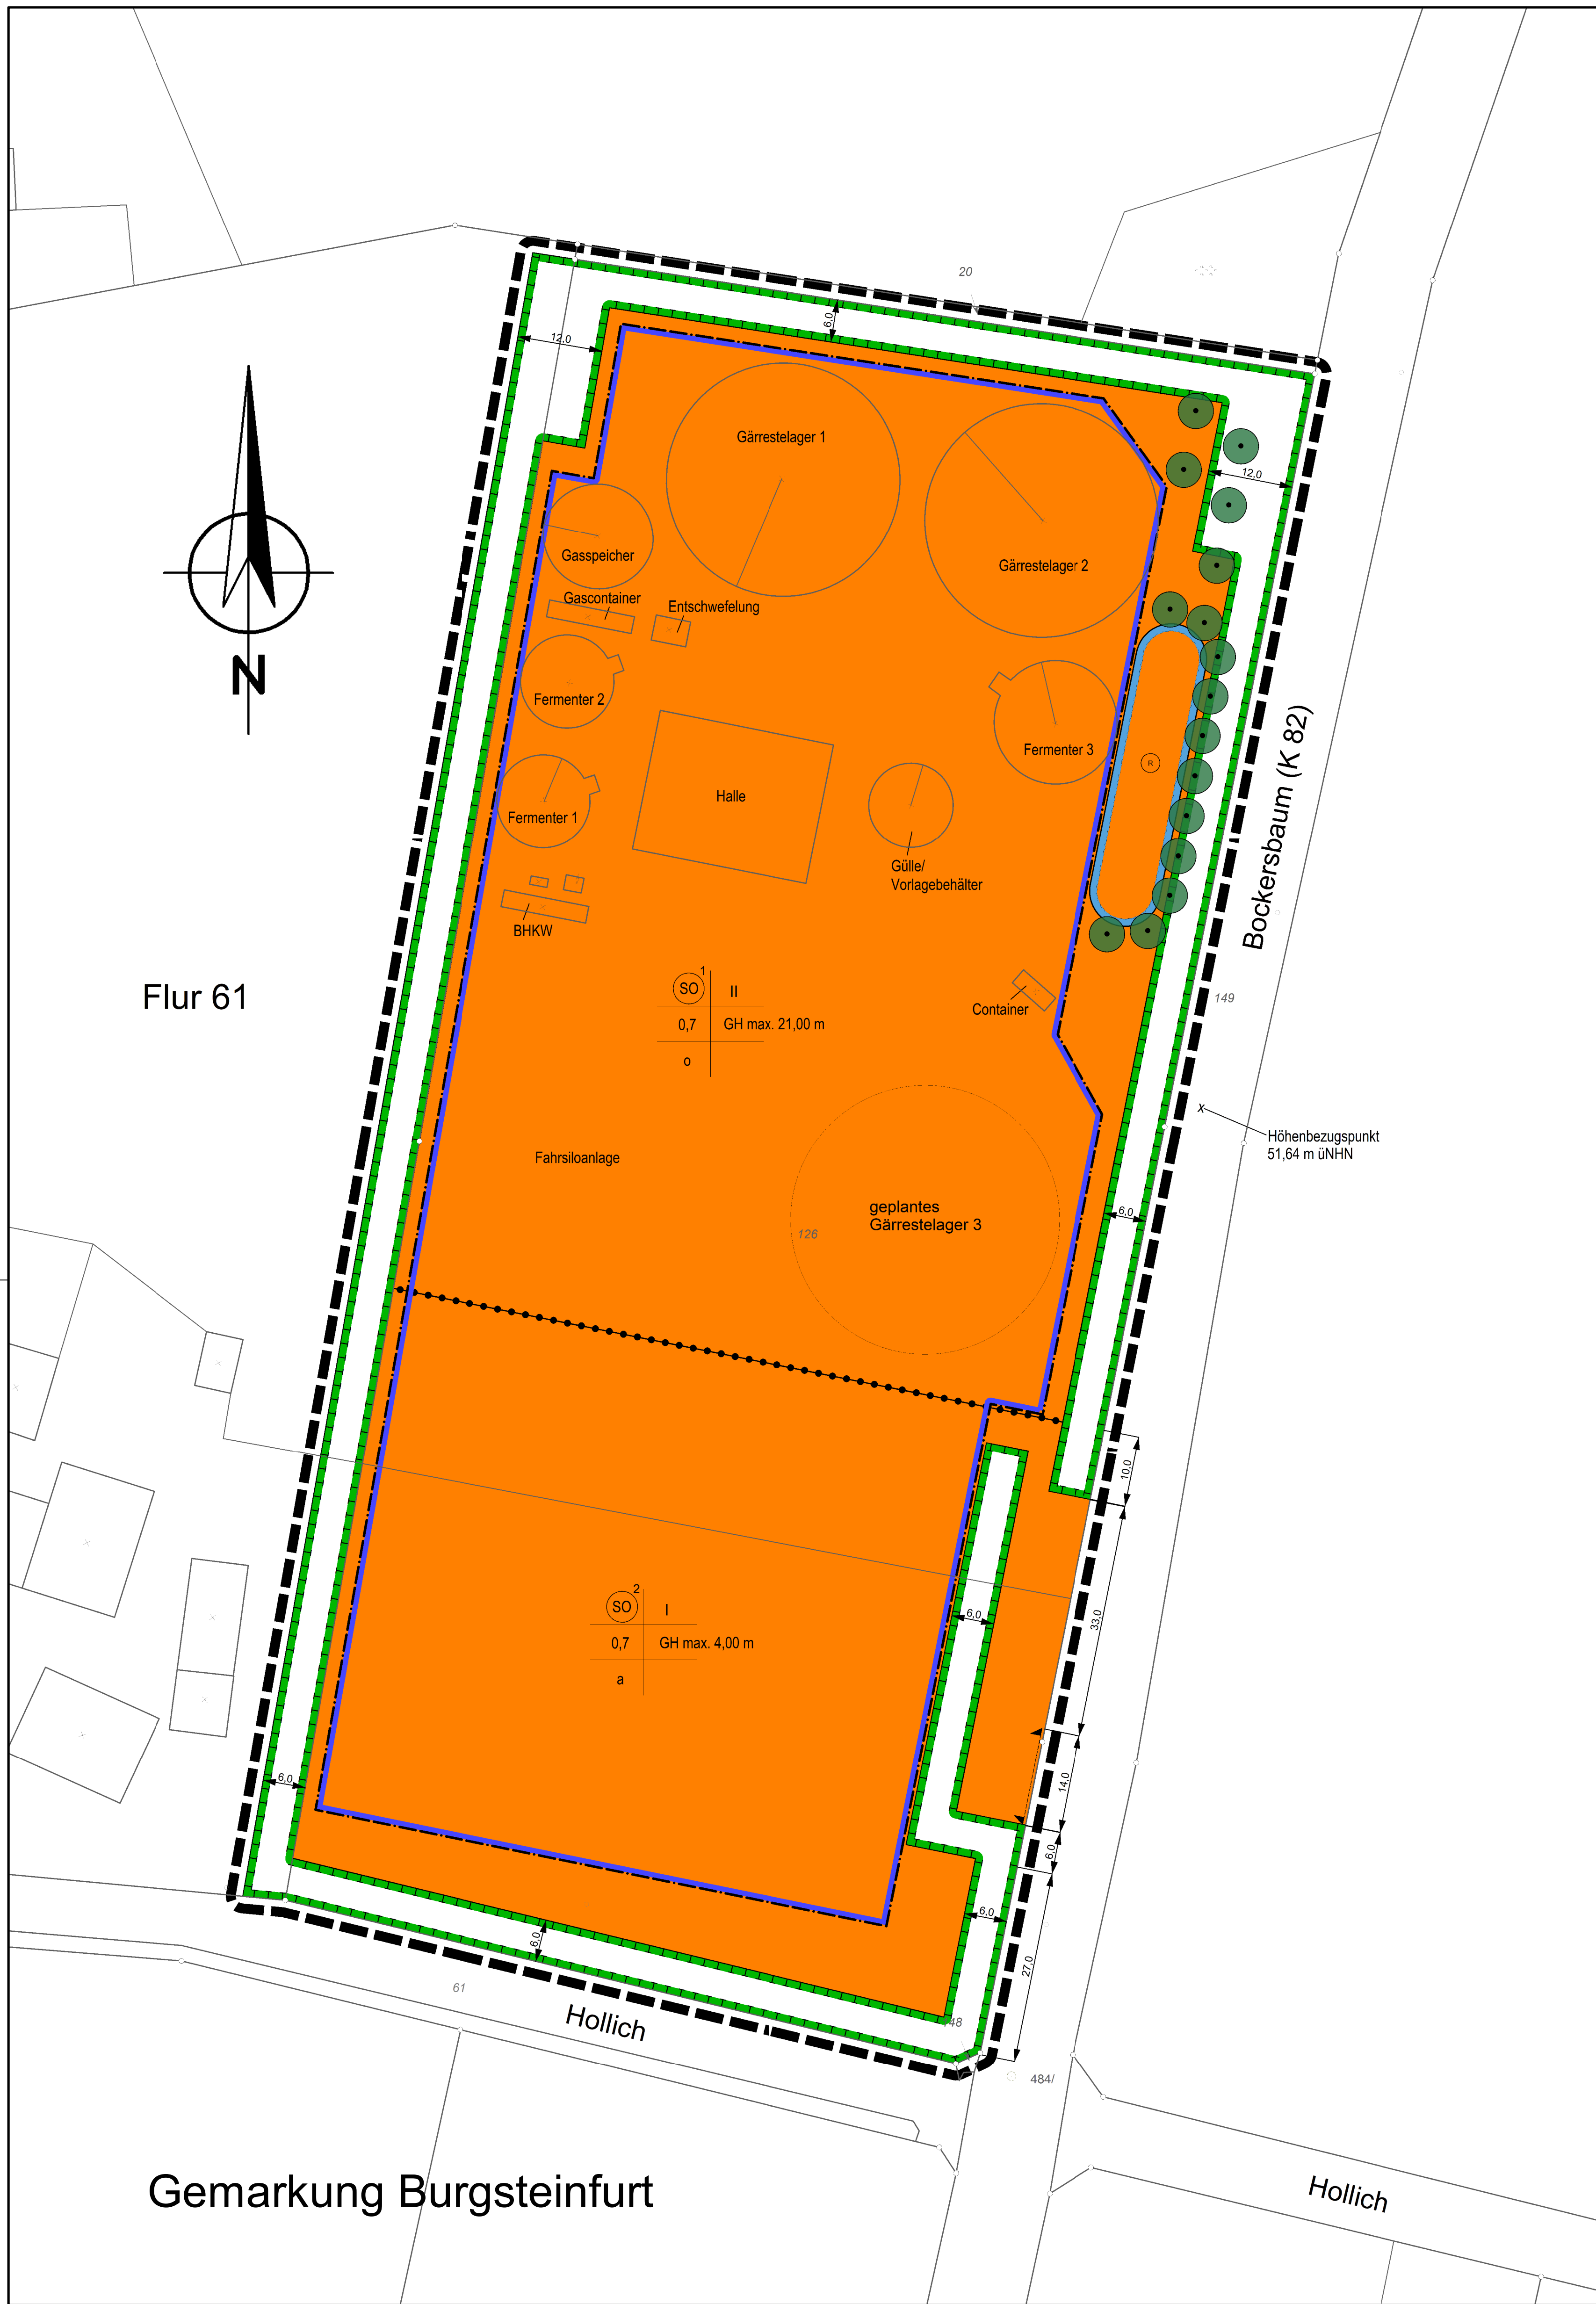 20
6,0
12,0
Gärrestelager 1
12,0
Gasspeicher
Gärrestelager 2
Gascontainer
Entschwefelung
N
Fermenter 2
Fermenter 3
Bockersbaum (K 82)
R
Halle
Fermenter 1
Gülle/
Vorlagebehälter
BHKW
Flur 61
SO
1
II
0,7
GH max. 21,00 m
o
Container
149
x
Höhenbezugspunkt
51,64 m üNHN
Fahrsiloanlage
geplantes
Gärrestelager 3
126
6,0
10,0
33,0
SO
2
I
0,7
GH max. 4,00 m
a
6,0
14,0
6,0
6,0
6,0
6,0
27,0
61
Hollich
148
484/
Gemarkung Burgsteinfurt
Hollich